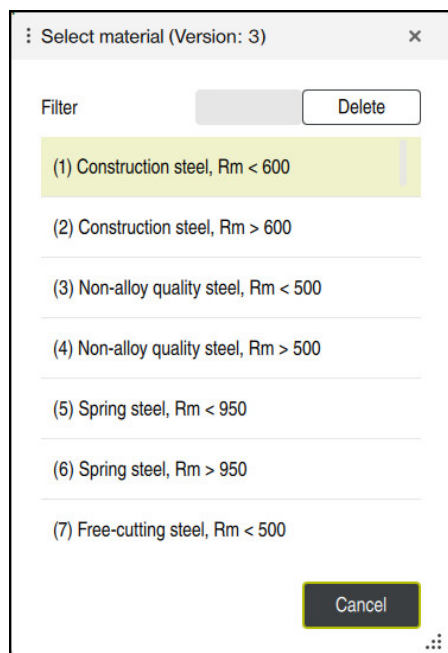 Select material (Version: 3)
Filter
Delete
(1) Construction steel, Rm < 600
(2) Construction steel, Rm > 600
(3) Non-alloy quality steel, Rm < 500
(4) Non-alloy quality steel, Rm > 500
(5) Spring steel, Rm < 950
(6) Spring steel, Rm > 950
(7) Free-cutting steel, Rm < 500
Cancel